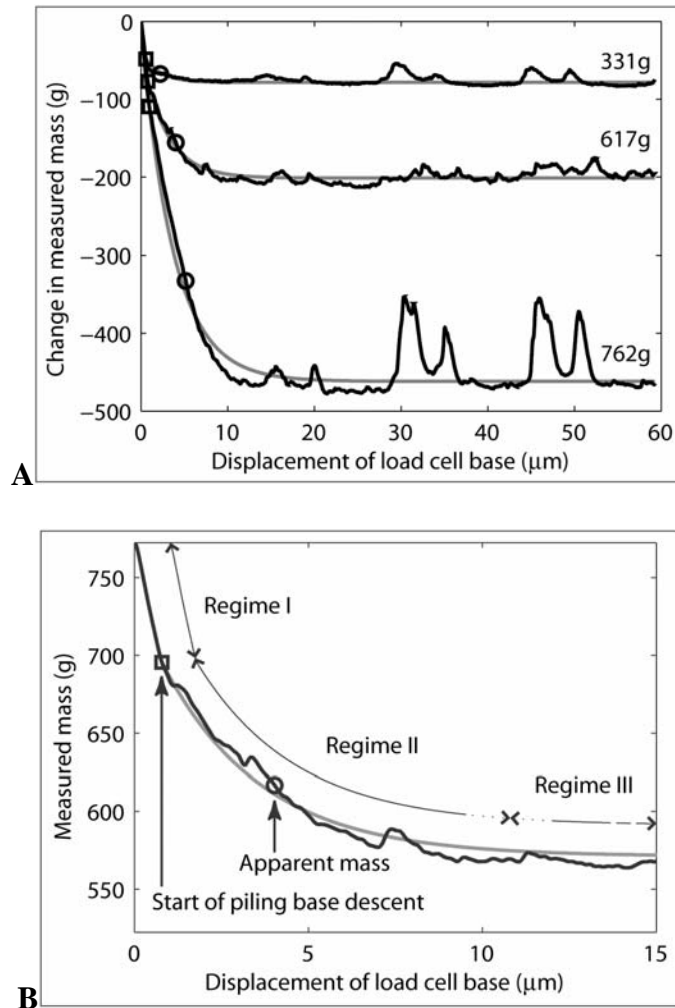 0
−100
−200
−300
−400
−500
Change in measured mass (g)
331g
617g
762g
0 10 20 30 40 50 60
Displacement of load cell base (μm)
A
750
700
650
600
550
Measured mass (g)
Regime I
Regime II
Regime III
Apparent mass
Start of piling base descent
0 5 10 15
Displacement of load cell base (μm)
B